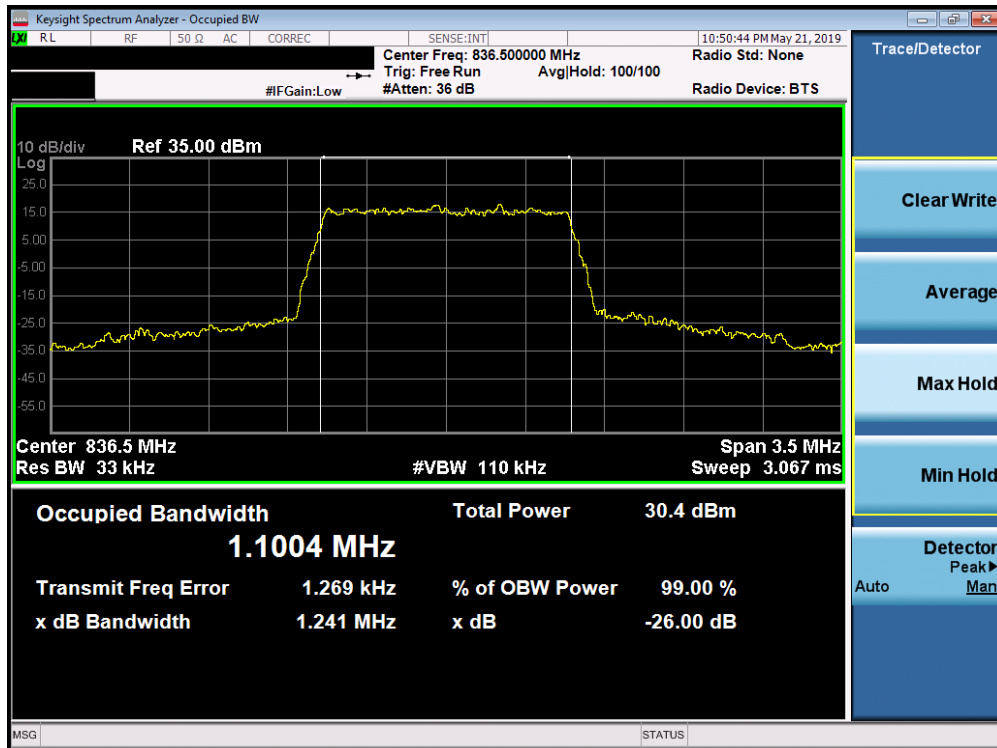 Keysight Spectrum Analyzer - Occupied BW
LXI RL RF 50 Ω AC CORREC SENSE:INT 10:50:44 PM May 21, 2019
Center Freq: 836.500000 MHz Radio Std: None
Trig: Free Run Avg|Hold: 100/100
#IFGain:Low #Atten: 36 dB Radio Device: BTS
10 dB/div Ref 35.00 dBm
Log
25.0
15.0
5.00
-5.00
-15.0
-25.0
-35.0
-45.0
-55.0
Center 836.5 MHz Span 3.5 MHz
Res BW 33 kHz #VBW 110 kHz Sweep 3.067 ms
Occupied Bandwidth Total Power 30.4 dBm
1.1004 MHz
Transmit Freq Error 1.269 kHz % of OBW Power 99.00 %
x dB Bandwidth 1.241 MHz x dB -26.00 dB
MSG STATUS
Trace/Detector
Clear Write
Average
Max Hold
Min Hold
Detector
Peak▶
Auto Man